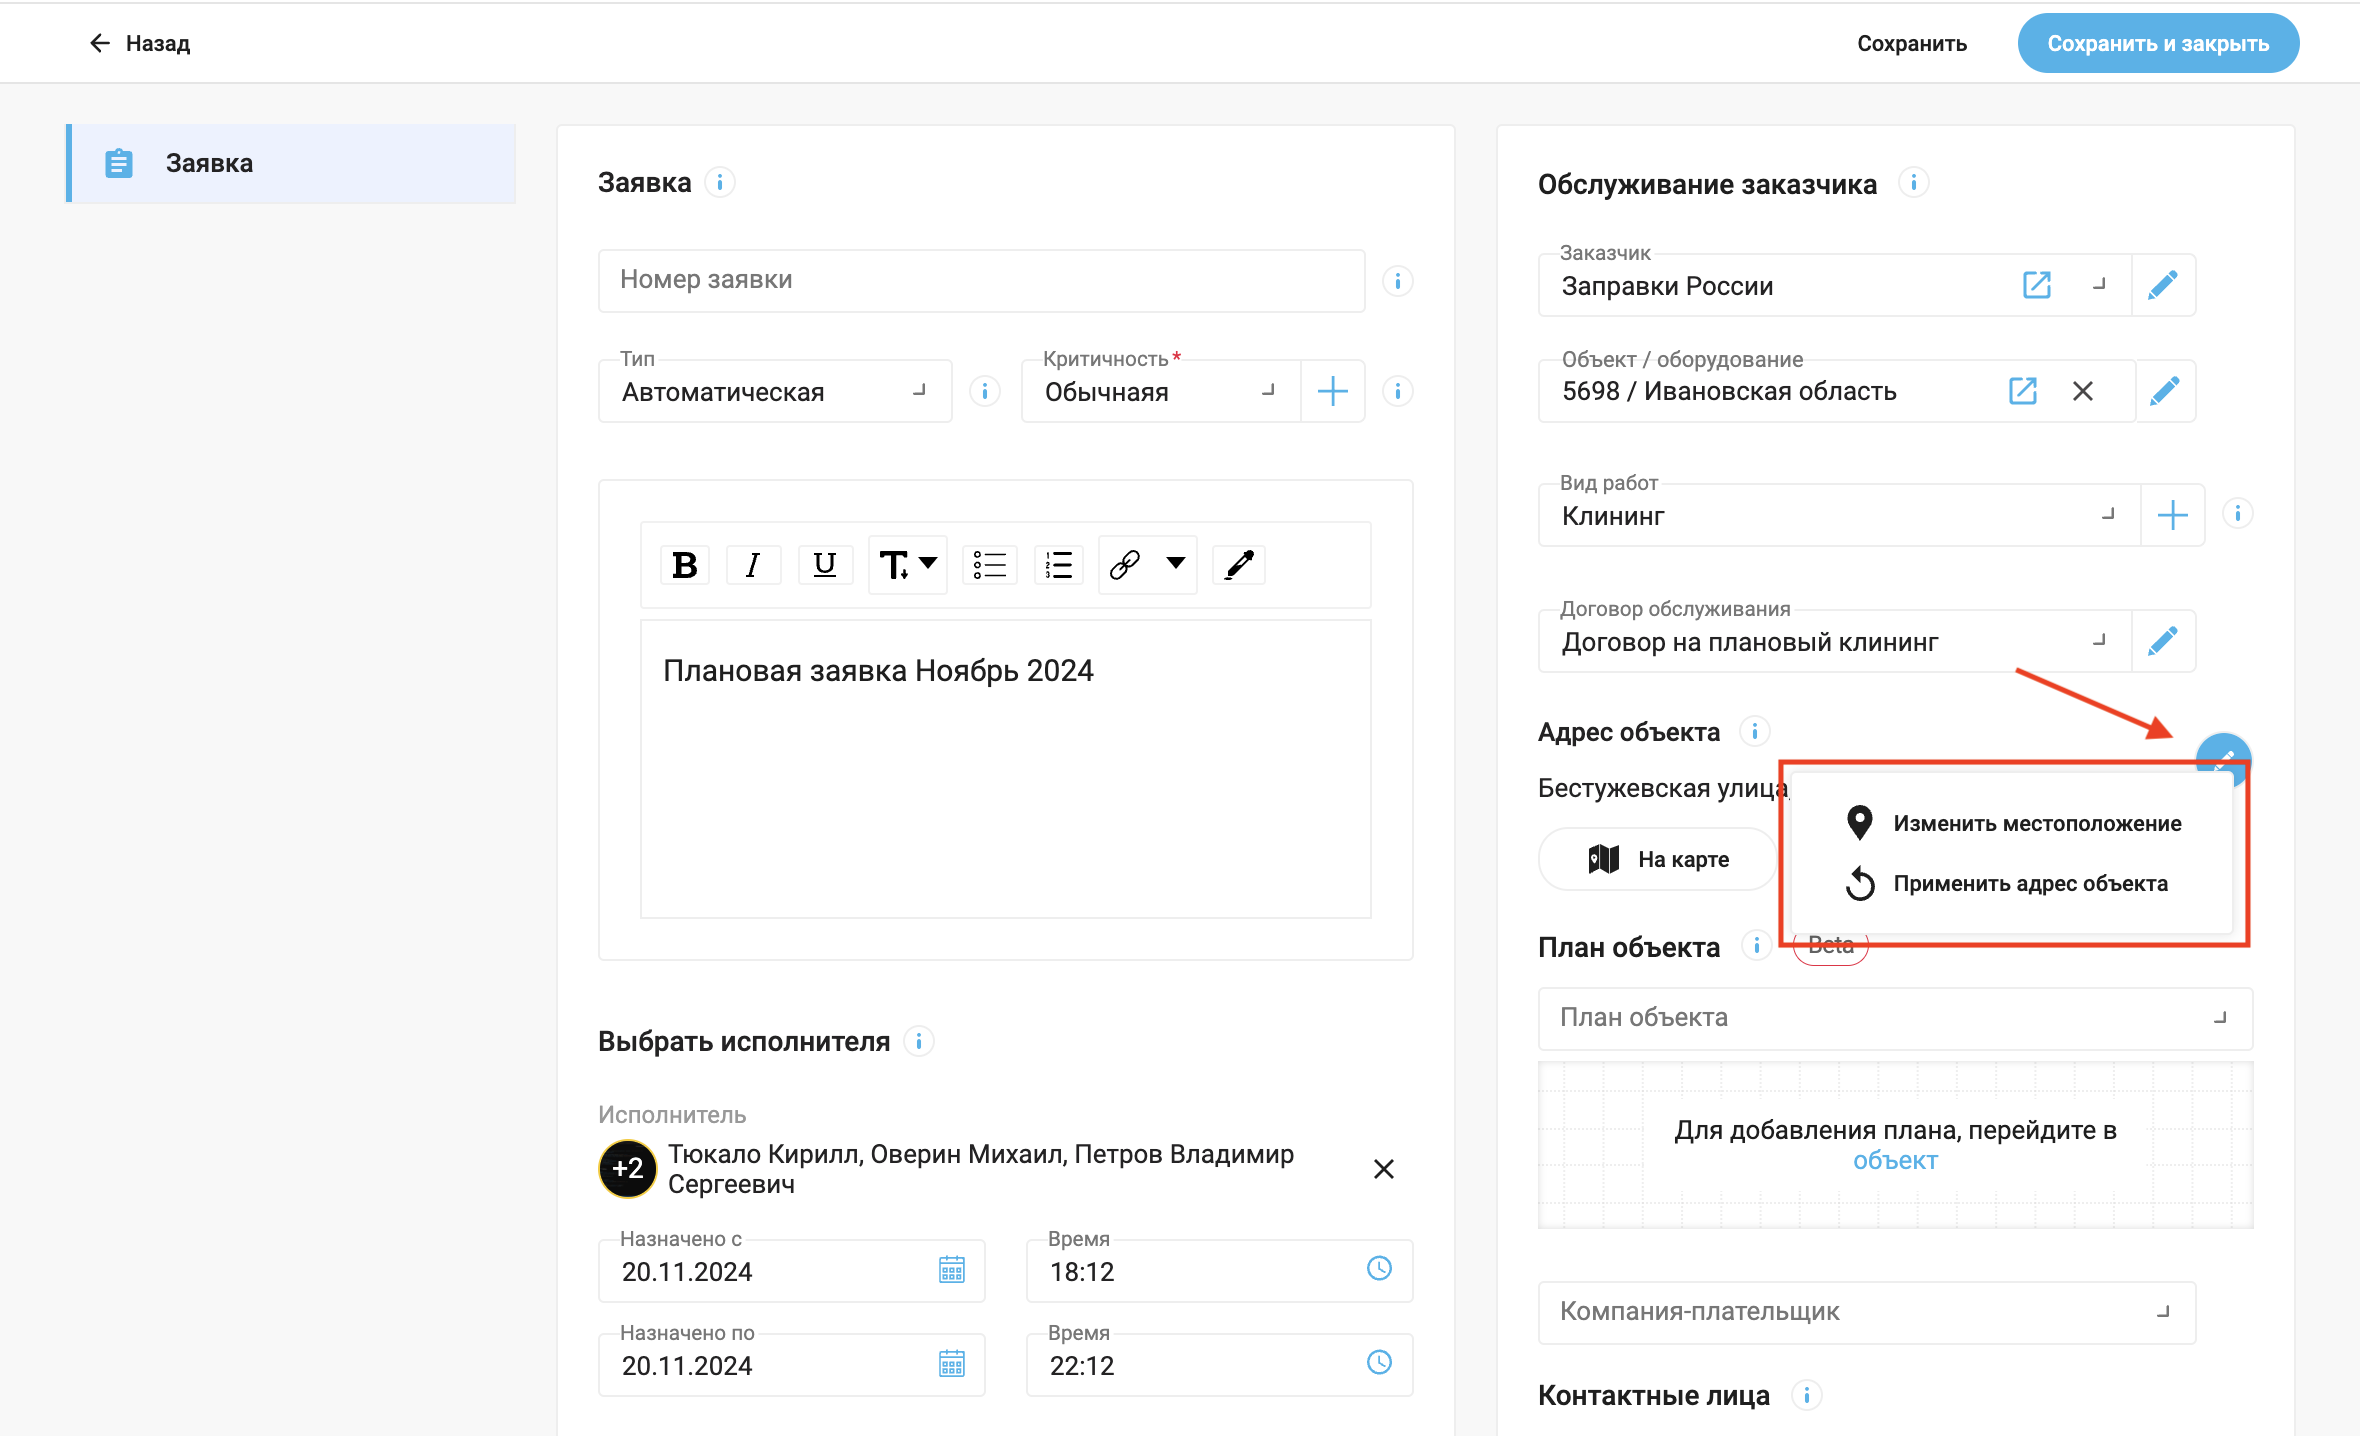 Назад
Сохранить
Сохранить и закрыть
Заявка
Заявка
Номер заявки
Тип
Автоматическая
Критичность *
Обычнаяя
B I U T
Плановая заявка Ноябрь 2024
Выбрать исполнителя
Исполнитель
+2
Тюкало Кирилл, Оверин Михаил, Петров Владимир
Сергеевич
Назначено с
20.11.2024
Время
18:12
Назначено по
20.11.2024
Время
22:12
Обслуживание заказчика
Заказчик
Заправки России
Объект / оборудование
5698 / Ивановская область
Вид работ
Клининг
Договор обслуживания
Договор на плановый клининг
Адрес объекта
Бестужевская улица,
Изменить местоположение
На карте
Применить адрес объекта
План объекта
Beta
План объекта
Для добавления плана, перейдите в
объект
Компания-плательщик
Контактные лица